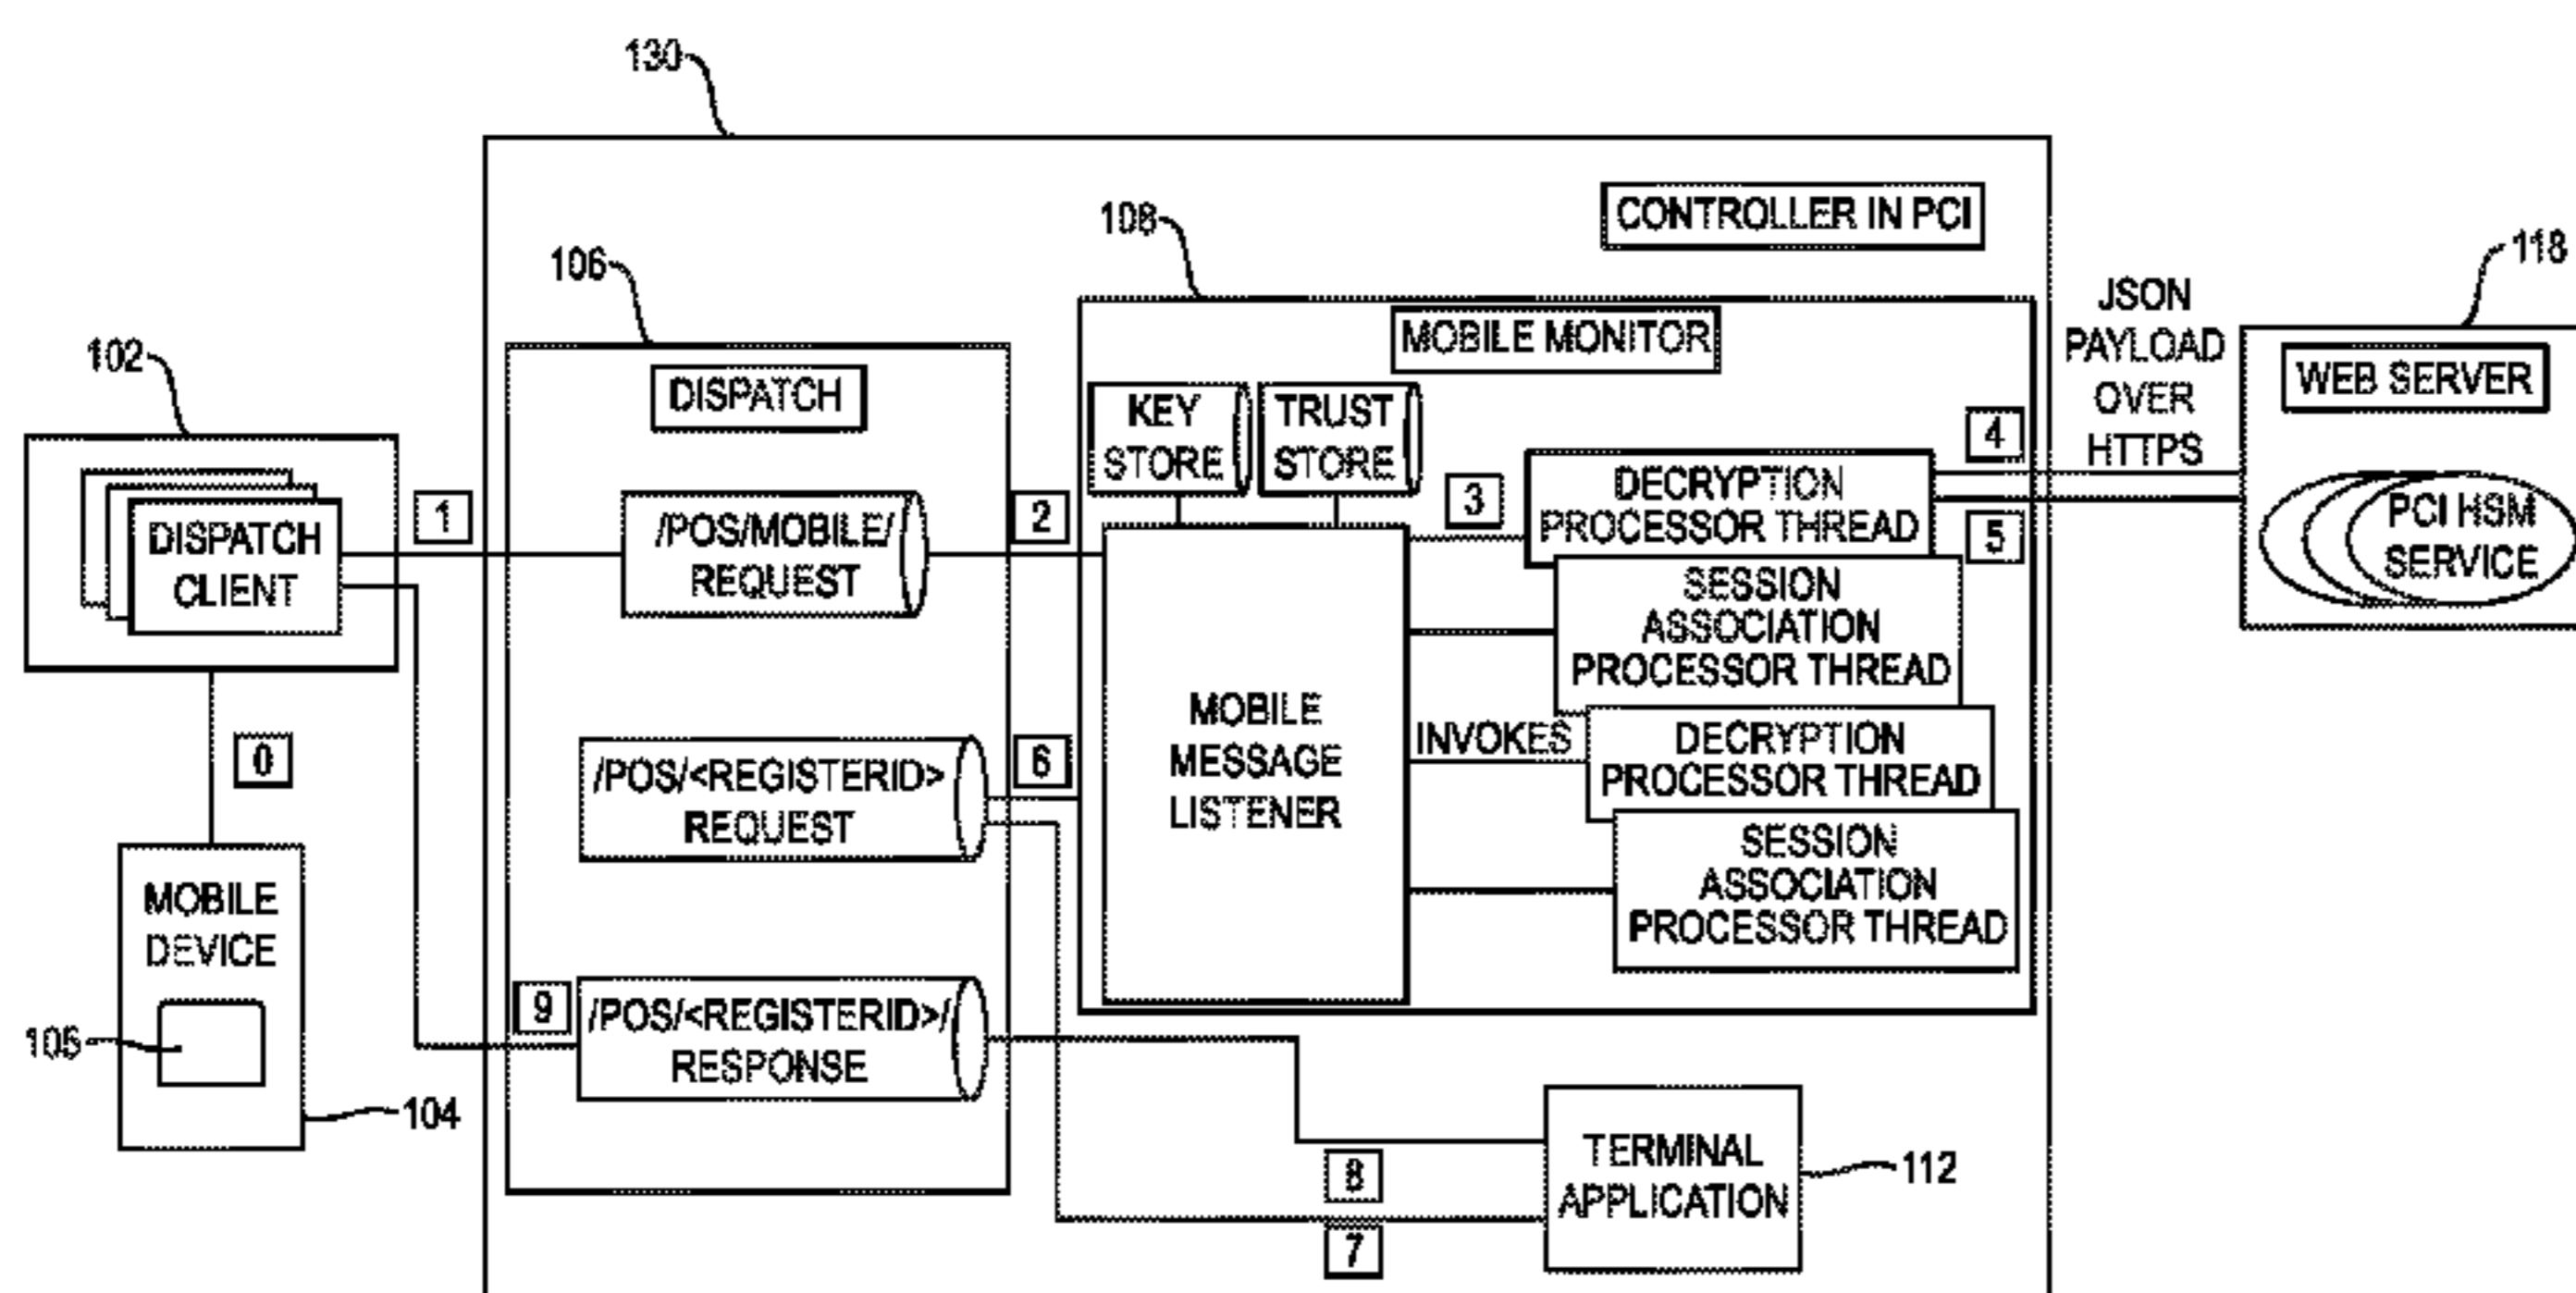 130
CONTROLLER IN PCI
108
106
118
JSON
PAYLOAD
OVER
HTTPS
MOBILE MONITOR
102
WEB SERVER
DISPATCH
KEY
STORE
TRUST
STORE
4
3
DECRYPTION
PROCESSOR THREAD
1
2
5
DISPATCH
CLIENT
/POS/MOBILE/
REQUEST
PCI HSM
SERVICE
SESSION
ASSOCIATION
PROCESSOR THREAD
MOBILE
MESSAGE
LISTENER
INVOKES
DECRYPTION
PROCESSOR THREAD
0
/POS/<REGISTERID>
REQUEST
6
SESSION
ASSOCIATION
PROCESSOR THREAD
MOBILE
DEVICE
9
/POS/<REGISTERID>/
RESPONSE
105
104
8
7
TERMINAL
APPLICATION
112